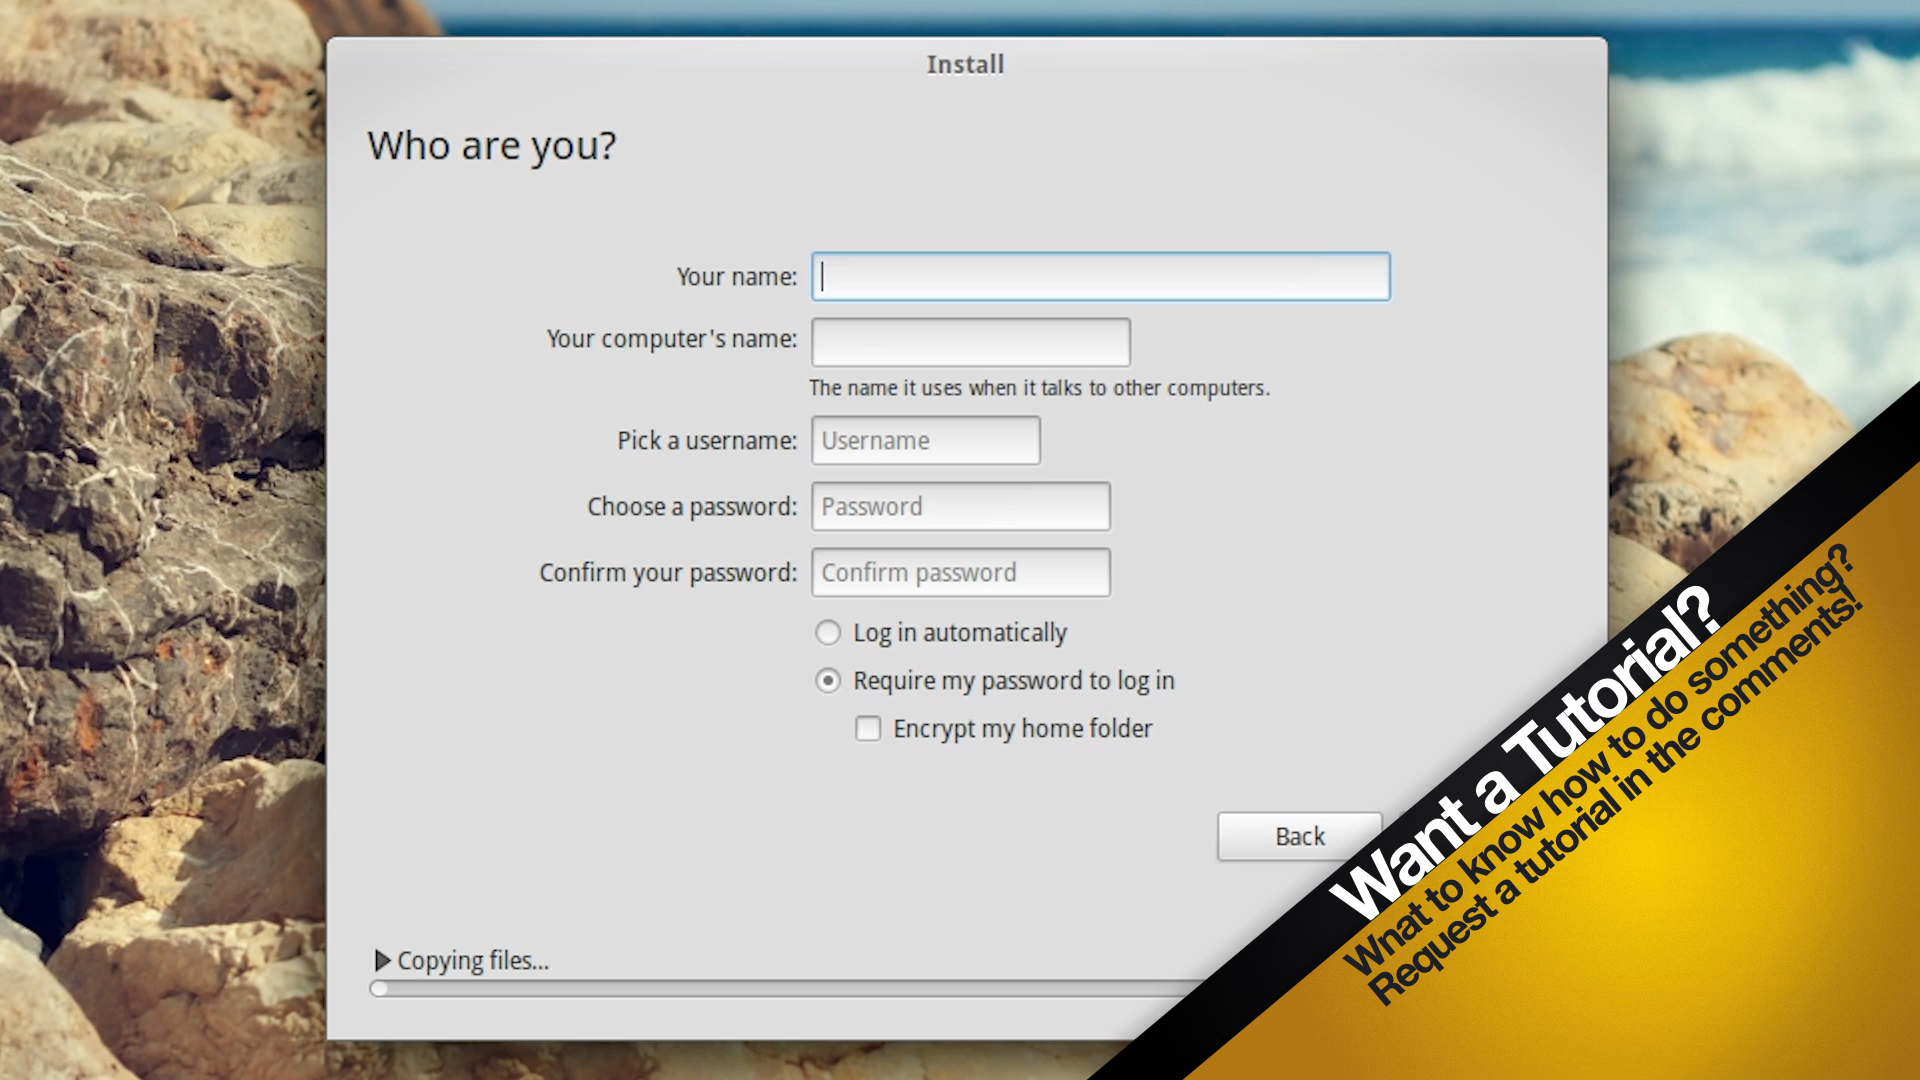 Install
Who are you?
Your name:
Your computer's name:
The name it uses when it talks to other computers.
Pick a username: Username
Choose a password: Password
Confirm your password: Confirm password
Log in automatically
Require my password to log in
Encrypt my home folder
Back
Copying files...
Want a Tutorial?
Wnat to know how to do something?
Request a tutorial in the comments!